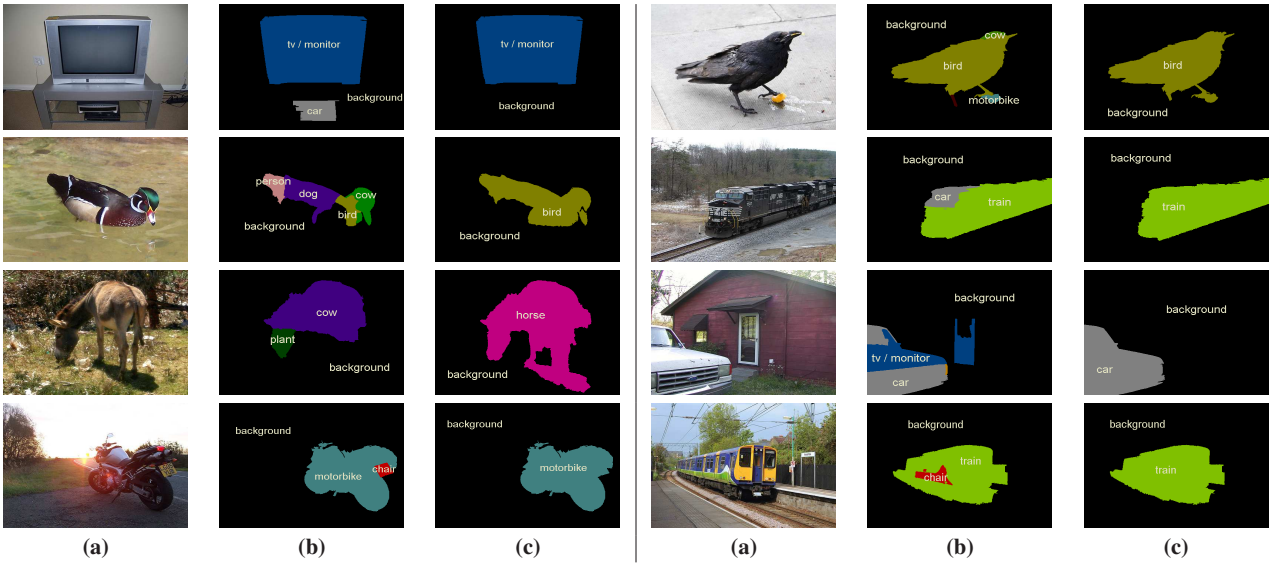 tv / monitor
car
background
tv / monitor
background
person
dog
cow
bird
background
bird
background
cow
plant
background
horse
background
background
motorbike
chair
background
motorbike
(a)
(b)
(c)
background
cow
bird
motorbike
bird
background
background
car
train
background
train
background
tv / monitor
car
background
car
background
train
chair
background
train
(a)
(b)
(c)